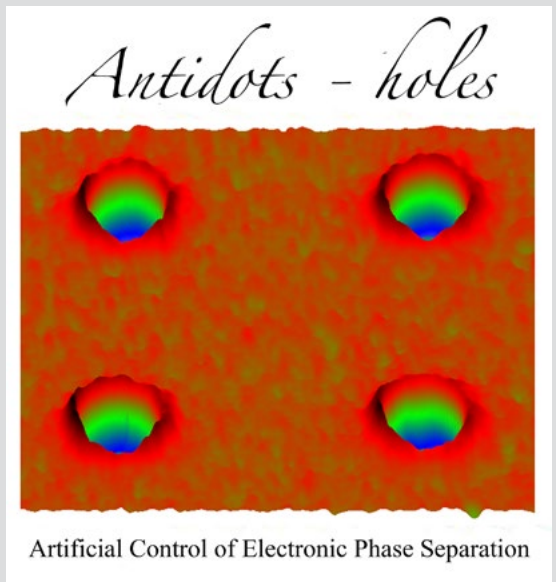 Antidots - holes
Artificial Control of Electronic Phase Separation